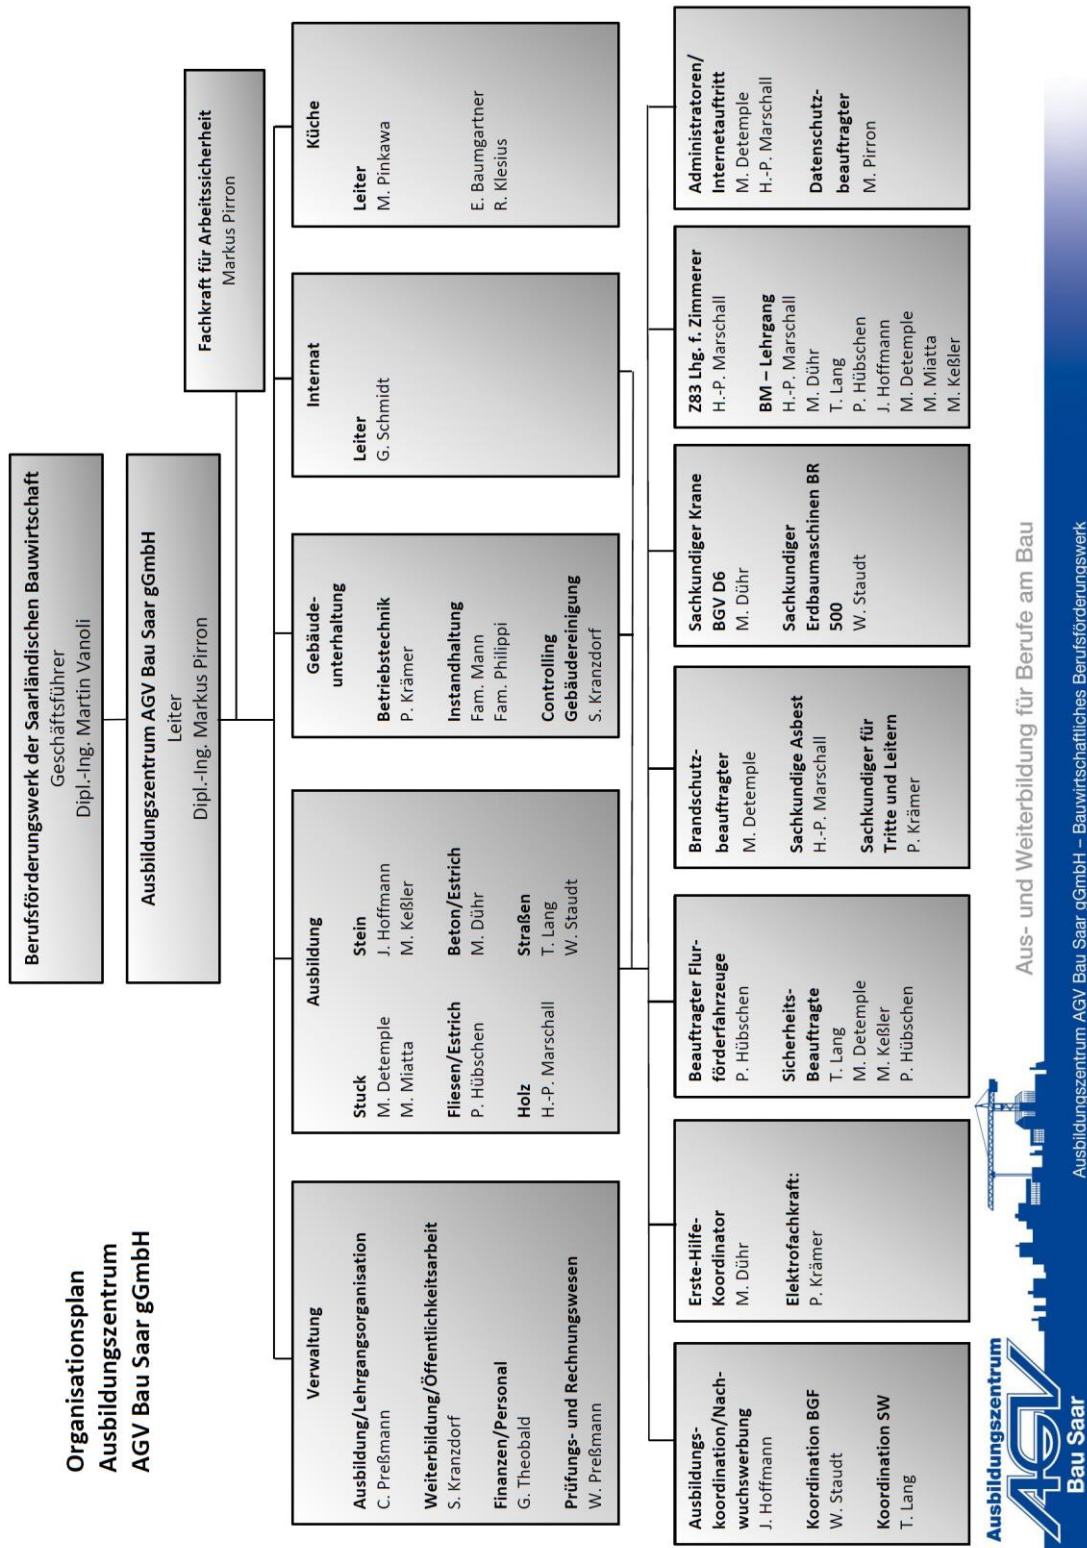 Organisationsplan
Ausbildungszentrum
AGV Bau Saar gGmbH
Berufsförderungswerk der Saarländischen Bauwirtschaft
Geschäftsführer
Dipl.-Ing. Martin Vanoli
Ausbildungszentrum AGV Bau Saar gGmbH
Leiter
Dipl.-Ing. Markus Pirron
Fachkraft für Arbeitssicherheit
Markus Pirron
Verwaltung
Ausbildung/Lehrgangsorganisation
C. Preßmann
Weiterbildung/Öffentlichkeitsarbeit
S. Kranzdorf
Finanzen/Personal
G. Theobald
Prüfungs- und Rechnungswesen
W. Preßmann
Ausbildung
Stuck
M. Detemple
M. Miatta
Fliesen/Estrich
P. Hübschen
Holz
H.-P. Marschall
Stein
J. Hoffmann
M. Keßler
Beton/Estrich
M. Dühr
Straßen
T. Lang
W. Staudt
Gebäude-
unterhaltung
Betriebstechnik
P. Krämer
Instandhaltung
Fam. Mann
Fam. Philippi
Controlling
Gebäudereinigung
S. Kranzdorf
Internat
Leiter
G. Schmidt
Küche
Leiter
M. Pinkawa
E. Baumgartner
R. Klesius
Ausbildungs-
koordination/Nach-
wuchswerbung
J. Hoffmann
Koordination BGF
W. Staudt
Koordination SW
T. Lang
Erste-Hilfe-
Koordinator
M. Dühr
Elektrofachkraft:
P. Krämer
Beauftragter Flur-
förderfahrzeuge
P. Hübschen
Sicherheits-
Beauftragte
T. Lang
M. Detemple
M. Keßler
P. Hübschen
Brandschutz-
beauftragter
M. Detemple
Sachkundige Asbest
H.-P. Marschall
Sachkundiger für
Tritte und Leitern
P. Krämer
Sachkundiger Krane
BGV D6
M. Dühr
Sachkundiger
Erdbaumaschinen BR
500
W. Staudt
Z83 Lhg. f. Zimmerer
H.-P. Marschall
BM – Lehrgang
H.-P. Marschall
M. Dühr
T. Lang
P. Hübschen
J. Hoffmann
M. Detemple
M. Miatta
M. Keßler
Administratoren/
Internetauftritt
M. Detemple
H.-P. Marschall
Datenschutz-
beauftragter
M. Pirron
Ausbildungszentrum
AGV
Bau Saar
Aus- und Weiterbildung für Berufe am Bau
Ausbildungszentrum AGV Bau Saar gGmbH – Bauwirtschaftliches Berufsförderungswerk